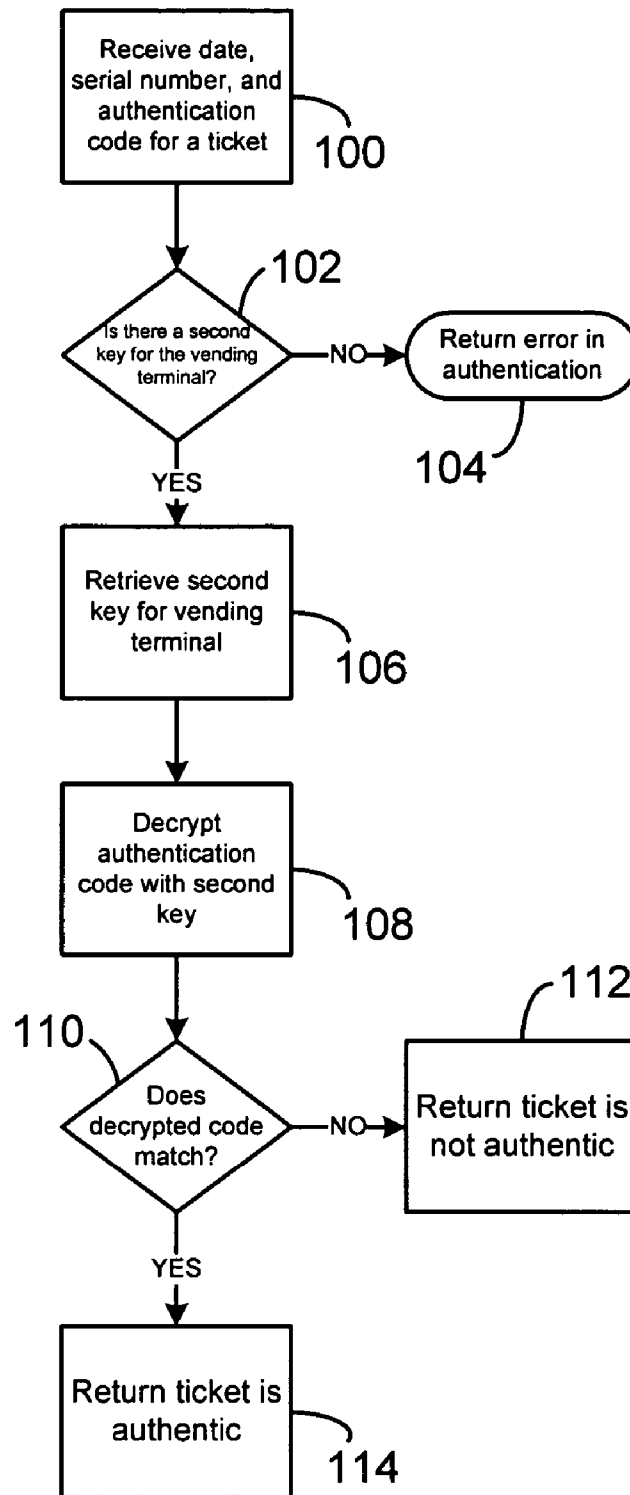 Receive date,
serial number, and
authentication
code for a ticket
100
102
Is there a second
key for the vending
terminal?
NO
Return error in
authentication
104
YES
Retrieve second
key for vending
terminal
106
Decrypt
authentication
code with second
key
108
110
Does
decrypted code
match?
NO
112
Return ticket is
not authentic
YES
Return ticket is
authentic
114